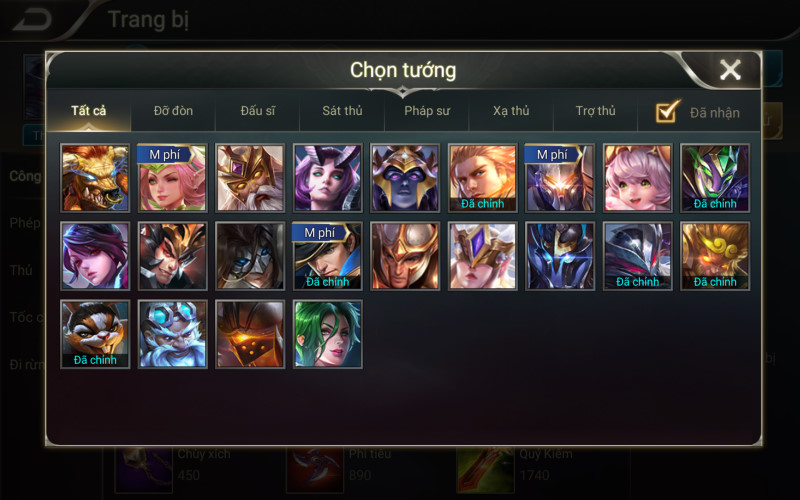 Trang bị
Chọn tướng
Tất cả
Đỡ đòn
Đấu sĩ
Sát thủ
Pháp sư
Xạ thủ
Trợ thủ
Đã nhận
M phí
M phí
Đã chỉnh
Đã chỉnh
M phí
Đã chỉnh
Đã chỉnh
Đã chỉnh
Đã chỉnh
Công
Phép
Thủ
Tốc
Đi rừn
Chùy xích
450
Phi tiêu
890
Quỷ Kiếm
1740